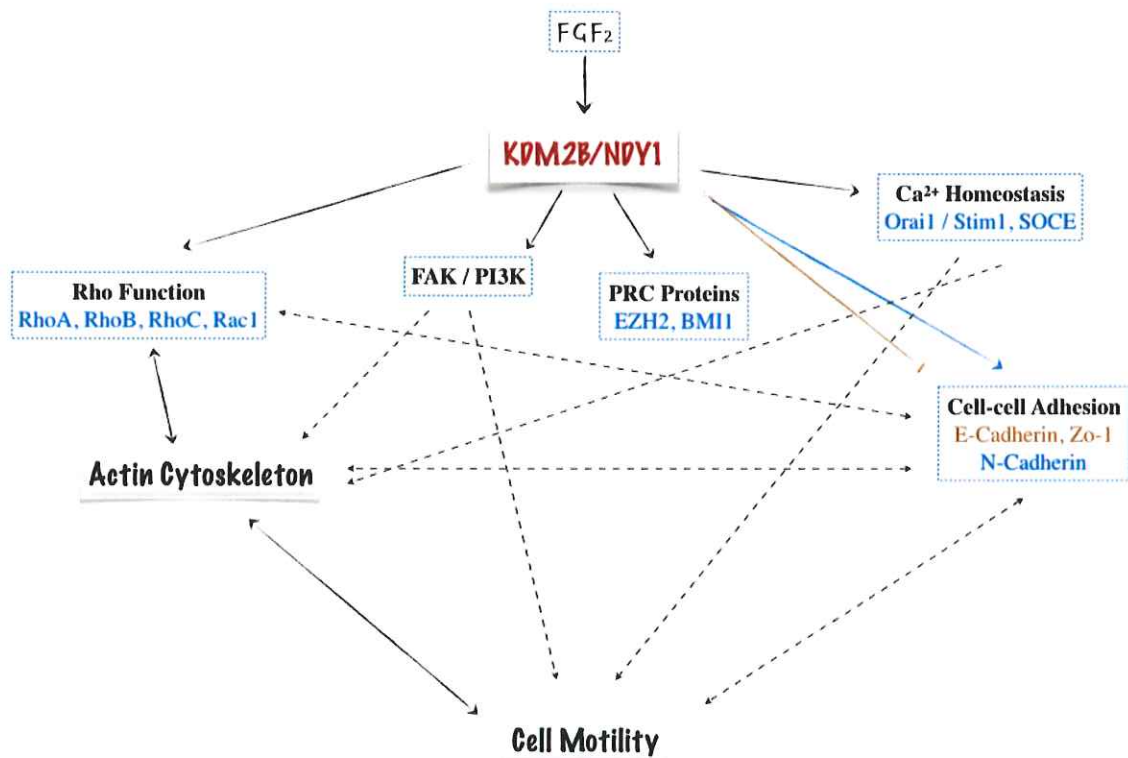 FGF₂
KDM2B/NDY1
Ca²⁺ Homeostasis
Orai1 / Stim1, SOCE
FAK / PI3K
Rho Function
RhoA, RhoB, RhoC, Rac1
PRC Proteins
EZH2, BMI1
Cell-cell Adhesion
E-Cadherin, Zo-1
N-Cadherin
Actin Cytoskeleton
Cell Motility